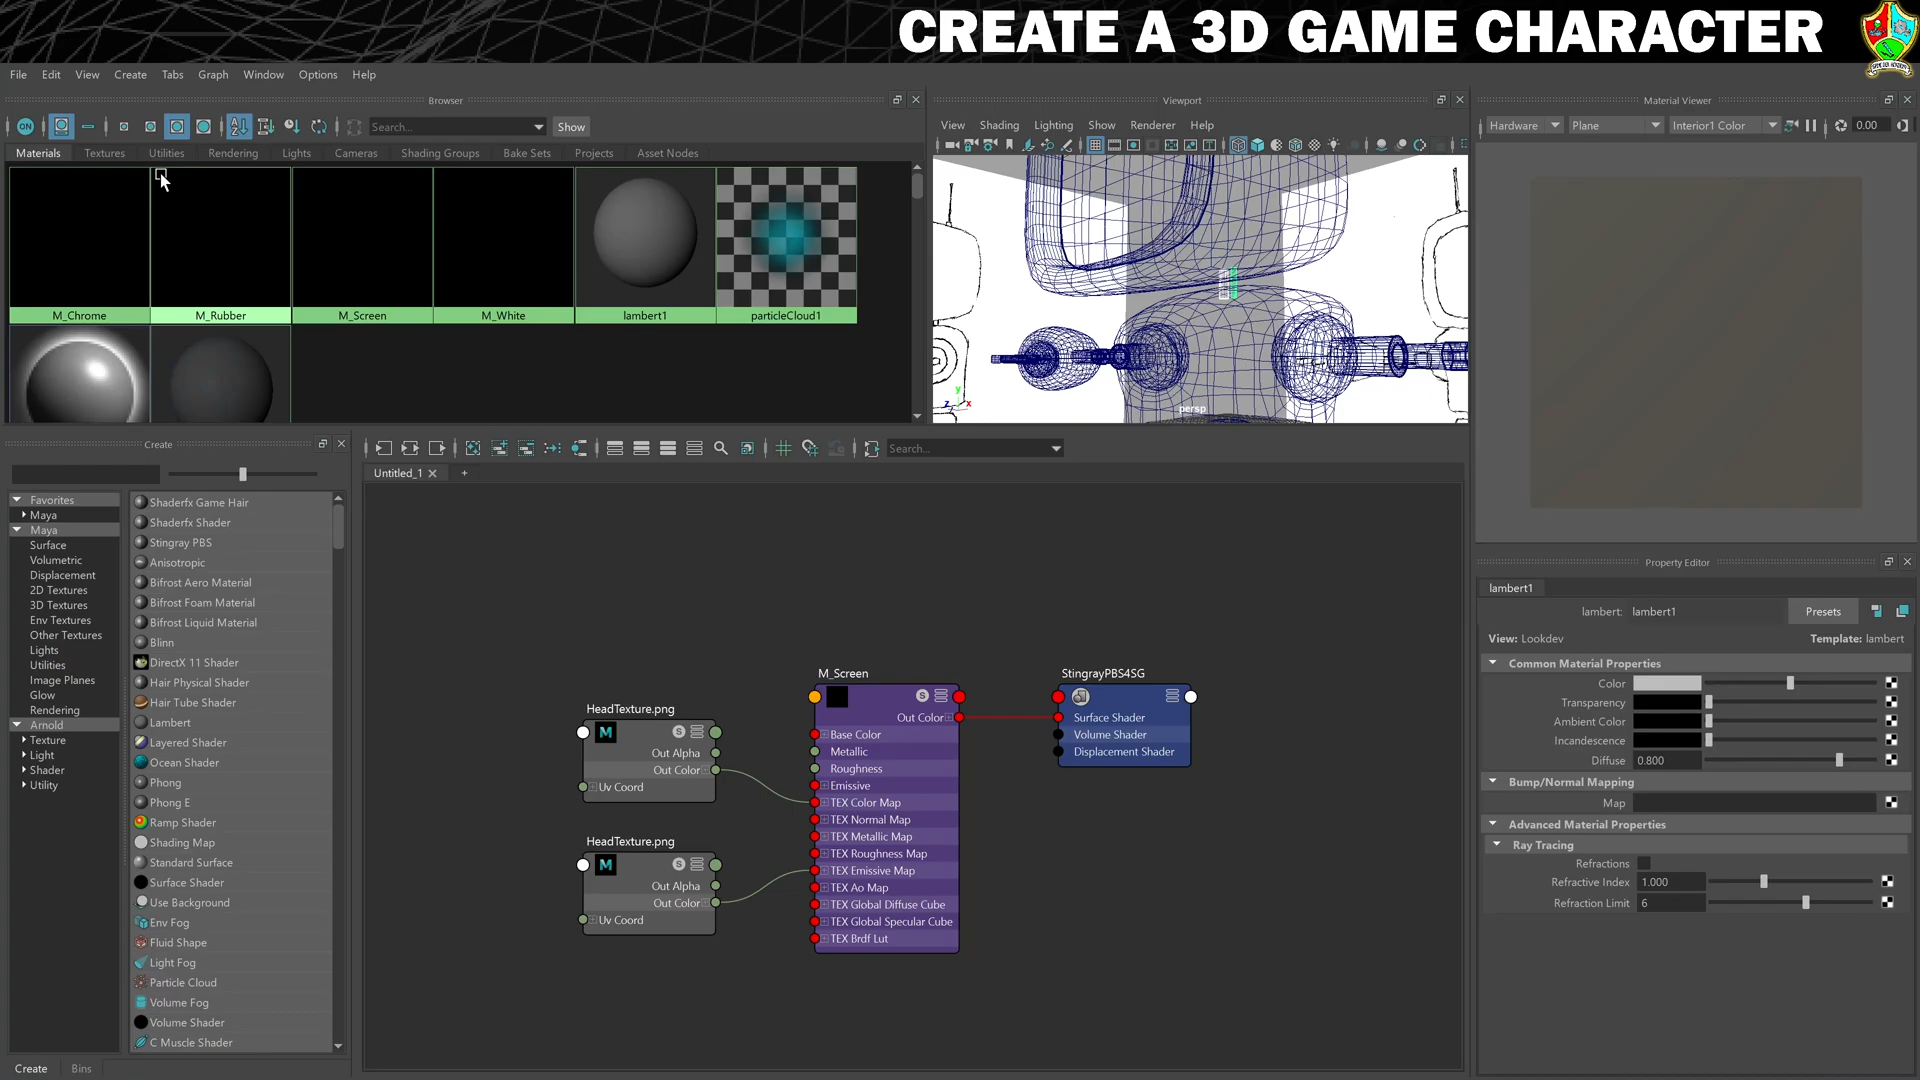 CREATE A 3D GAME CHARACTER
File Edit View Create Tabs Graph Window Options Help
Browser
ON
Search...
Show
Materials Textures Utilities Rendering Lights Cameras Shading Groups Bake Sets Projects Asset Nodes
M_Chrome M_Rubber M_Screen M_White lambert1 particleCloud1
Viewport
View Shading Lighting Show Renderer Help
persp
y
z x
Material Viewer
Hardware Plane Interior1 Color 0.00
Create
Favorites
Maya
Maya
Surface
Volumetric
Displacement
2D Textures
3D Textures
Env Textures
Other Textures
Lights
Utilities
Image Planes
Glow
Rendering
Arnold
Texture
Light
Shader
Utility
Shaderfx Game Hair
Shaderfx Shader
Stingray PBS
Anisotropic
Bifrost Aero Material
Bifrost Foam Material
Bifrost Liquid Material
Blinn
DirectX 11 Shader
Hair Physical Shader
Hair Tube Shader
Lambert
Layered Shader
Ocean Shader
Phong
Phong E
Ramp Shader
Shading Map
Standard Surface
Surface Shader
Use Background
Env Fog
Fluid Shape
Light Fog
Particle Cloud
Volume Fog
Volume Shader
C Muscle Shader
Create Bins
Search...
Untitled_1 +
HeadTexture.png
M S
Out Alpha
Out Color
Uv Coord
HeadTexture.png
M S
Out Alpha
Out Color
Uv Coord
M_Screen
S
Out Color
Base Color
Metallic
Roughness
Emissive
TEX Color Map
TEX Normal Map
TEX Metallic Map
TEX Roughness Map
TEX Emissive Map
TEX Ao Map
TEX Global Diffuse Cube
TEX Global Specular Cube
TEX Brdf Lut
StingrayPBS4SG
Surface Shader
Volume Shader
Displacement Shader
Property Editor
lambert1
lambert: lambert1 Presets
View: Lookdev Template: lambert
Common Material Properties
Color
Transparency
Ambient Color
Incandescence
Diffuse 0.800
Bump/Normal Mapping
Map
Advanced Material Properties
Ray Tracing
Refractions
Refractive Index 1.000
Refraction Limit 6